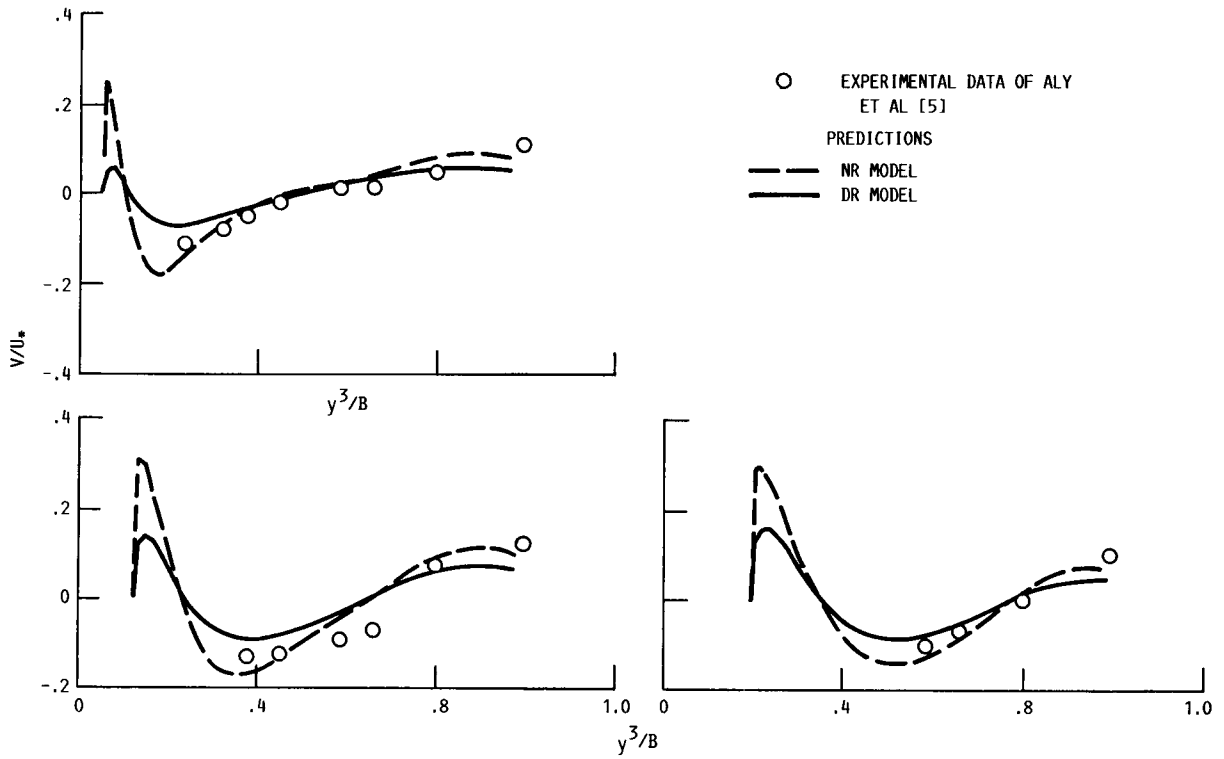 .4
.2
0
-.2
-.4
V/U*
y³/B
EXPERIMENTAL DATA OF ALY
ET AL [5]
PREDICTIONS
NR MODEL
DR MODEL
.4
.2
0
-.2
0
.4
.8
1.0
0
.4
.8
1.0
y³/B